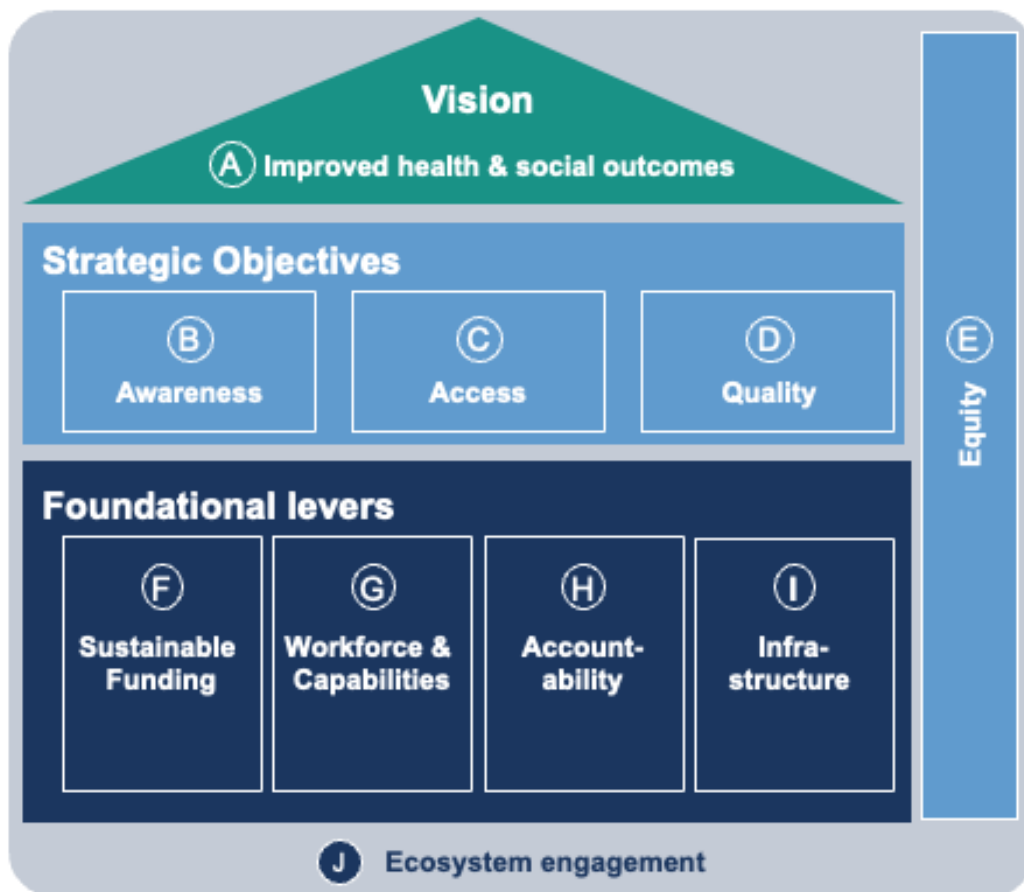 Vision
A Improved health & social outcomes
Strategic Objectives
B
Awareness
C
Access
D
Quality
E
Equity
Foundational levers
F
Sustainable
Funding
G
Workforce &
Capabilities
H
Account-
ability
I
Infra-
structure
J Ecosystem engagement